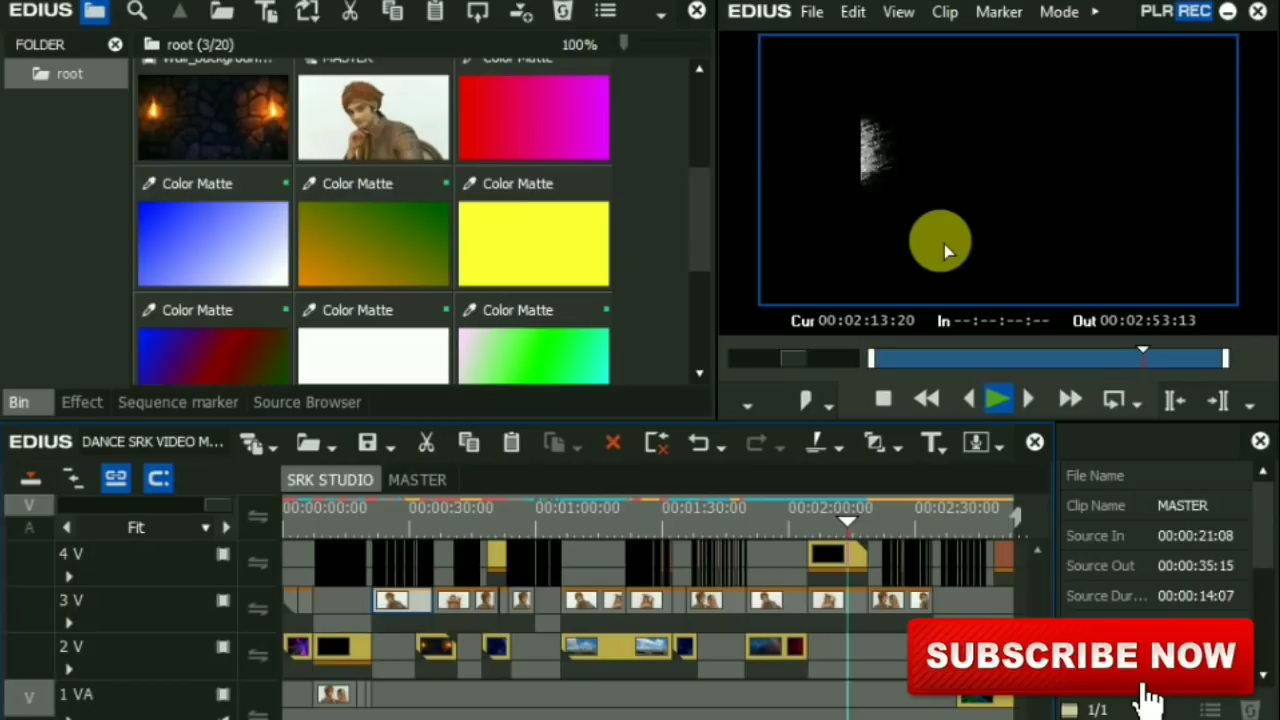 EDIUS
FOLDER
root (3/20)
100%
root
Wall_backgroun...
MASTER
Color Matte
Color Matte
Color Matte
Color Matte
Color Matte
Color Matte
Color Matte
Bin
Effect
Sequence marker
Source Browser
EDIUS
File
Edit
View
Clip
Marker
Mode
PLR
REC
Cur 00:02:13:20
In --:--:--:--
Out 00:02:53:13
EDIUS
DANCE SRK VIDEO M...
SRK STUDIO
MASTER
V
A
Fit
00:00:00:00
00:00:30:00
00:01:00:00
00:01:30:00
00:02:00:00
00:02:30:00
4 V
3 V
2 V
V
1 VA
File Name
Clip Name MASTER
Source In 00:00:21:08
Source Out 00:00:35:15
Source Dur... 00:00:14:07
SUBSCRIBE NOW
1/1